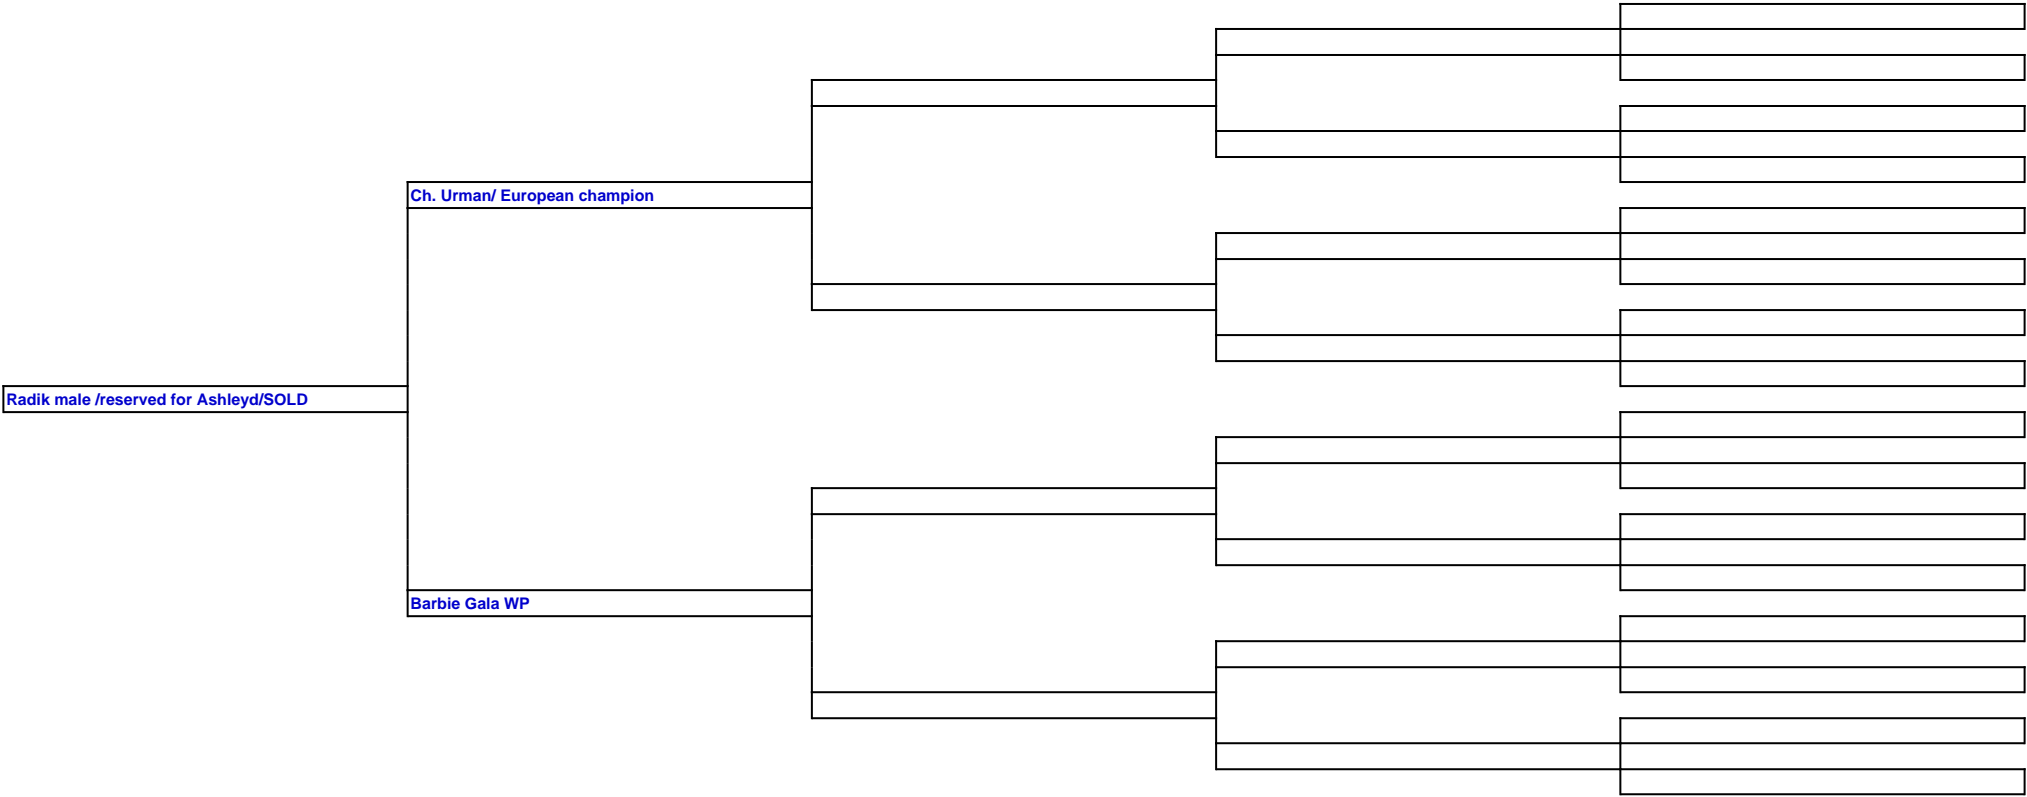 Ch. Urman/ European champion
Radik male /reserved for Ashleyd/SOLD
Barbie Gala WP